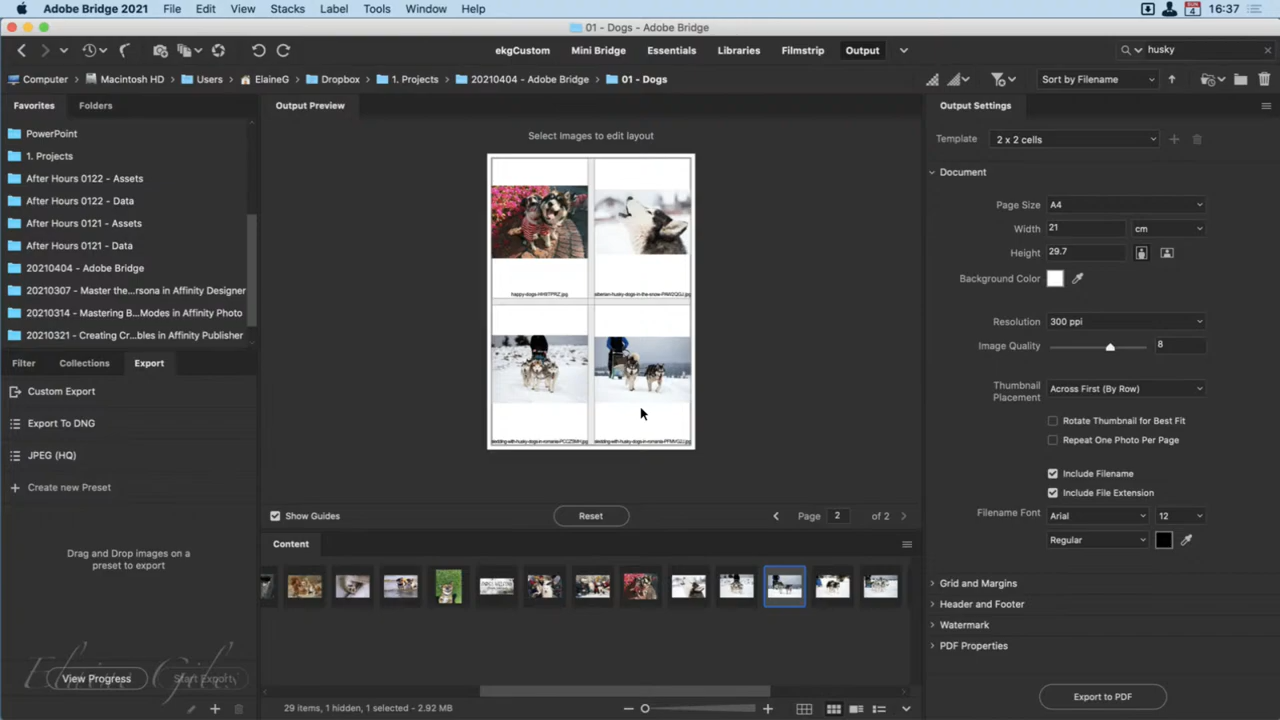 Adobe Bridge 2021 File Edit View Stacks Label Tools Window Help SUN 4 16:37
01 - Dogs - Adobe Bridge
ekgCustom Mini Bridge Essentials Libraries Filmstrip Output husky
Computer Macintosh HD Users ElaineG Dropbox 1. Projects 20210404 - Adobe Bridge 01 - Dogs Sort by Filename
Favorites Folders
PowerPoint
1. Projects
After Hours 0122 - Assets
After Hours 0122 - Data
After Hours 0121 - Assets
After Hours 0121 - Data
20210404 - Adobe Bridge
20210307 - Master the...rsona in Affinity Designer
20210314 - Mastering B...Modes in Affinity Photo
20210321 - Creating Cr...bles in Affinity Publisher
Filter Collections Export
Custom Export
Export To DNG
JPEG (HQ)
Create new Preset
Drag and Drop images on a
preset to export
Elaine Giles
View Progress Start Export
Output Preview
Select Images to edit layout
Show Guides Reset Page 2 of 2
Content
29 items, 1 hidden, 1 selected - 2.92 MB
Output Settings
Template 2 x 2 cells
Document
Page Size A4
Width 21 cm
Height 29.7
Background Color
Resolution 300 ppi
Image Quality 8
Thumbnail
Placement Across First (By Row)
Rotate Thumbnail for Best Fit
Repeat One Photo Per Page
Include Filename
Include File Extension
Filename Font Arial 12
Regular
Grid and Margins
Header and Footer
Watermark
PDF Properties
Export to PDF